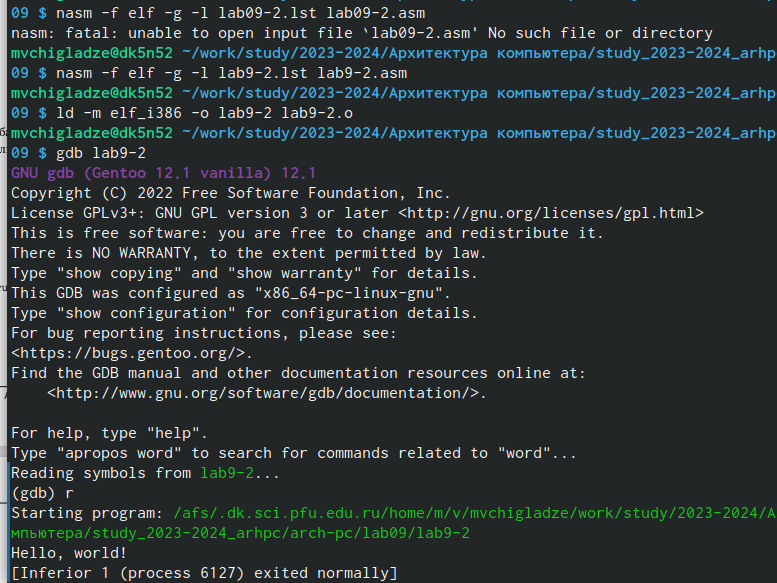 09 $ nasm -f elf -g -l lab09-2.lst lab09-2.asm
nasm: fatal: unable to open input file `lab09-2.asm' No such file or directory
mvchigladze@dk5n52 ~/work/study/2023-2024/Архитектура компьютера/study_2023-2024_arhp
09 $ nasm -f elf -g -l lab9-2.lst lab9-2.asm
mvchigladze@dk5n52 ~/work/study/2023-2024/Архитектура компьютера/study_2023-2024_arhp
09 $ ld -m elf_i386 -o lab9-2 lab9-2.o
mvchigladze@dk5n52 ~/work/study/2023-2024/Архитектура компьютера/study_2023-2024_arhp
09 $ gdb lab9-2
GNU gdb (Gentoo 12.1 vanilla) 12.1
Copyright (C) 2022 Free Software Foundation, Inc.
License GPLv3+: GNU GPL version 3 or later <http://gnu.org/licenses/gpl.html>
This is free software: you are free to change and redistribute it.
There is NO WARRANTY, to the extent permitted by law.
Type "show copying" and "show warranty" for details.
This GDB was configured as "x86_64-pc-linux-gnu".
Type "show configuration" for configuration details.
For bug reporting instructions, please see:
<https://bugs.gentoo.org/>.
Find the GDB manual and other documentation resources online at:
<http://www.gnu.org/software/gdb/documentation/>.
For help, type "help".
Type "apropos word" to search for commands related to "word"...
Reading symbols from lab9-2...
(gdb) r
Starting program: /afs/.dk.sci.pfu.edu.ru/home/m/v/mvchigladze/work/study/2023-2024/А
мпьютера/study_2023-2024_arhpc/arch-pc/lab09/lab9-2
Hello, world!
[Inferior 1 (process 6127) exited normally]